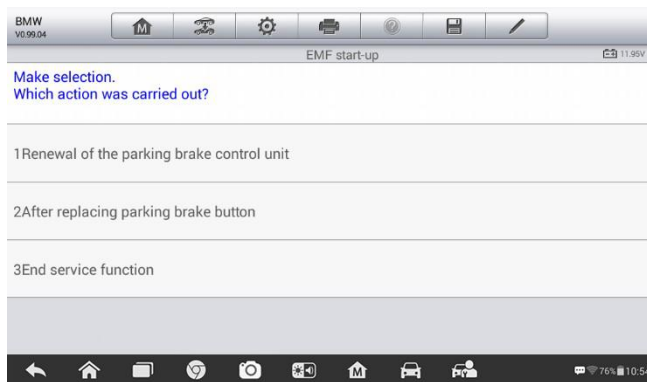 BMW
V0.99.04
EMF start-up
11.95V
Make selection.
Which action was carried out?
1Renewal of the parking brake control unit
2After replacing parking brake button
3End service function
76% 10:54